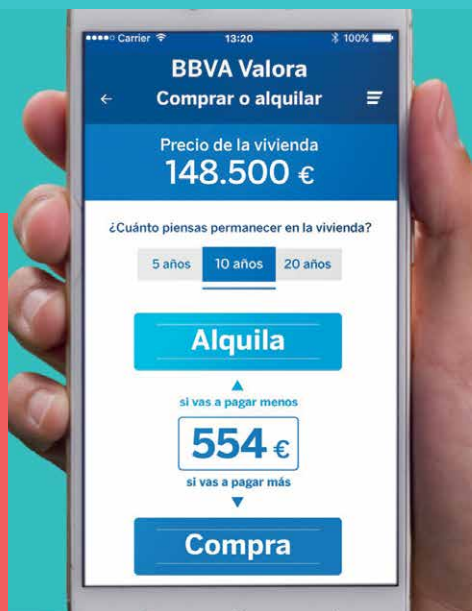 Carrier 13:20 100%
BBVA Valora
Comprar o alquilar
Precio de la vivienda
148.500 €
¿Cuánto piensas permanecer en la vivienda?
5 años 10 años 20 años
Alquila
si vas a pagar menos
554 €
si vas a pagar más
Compra